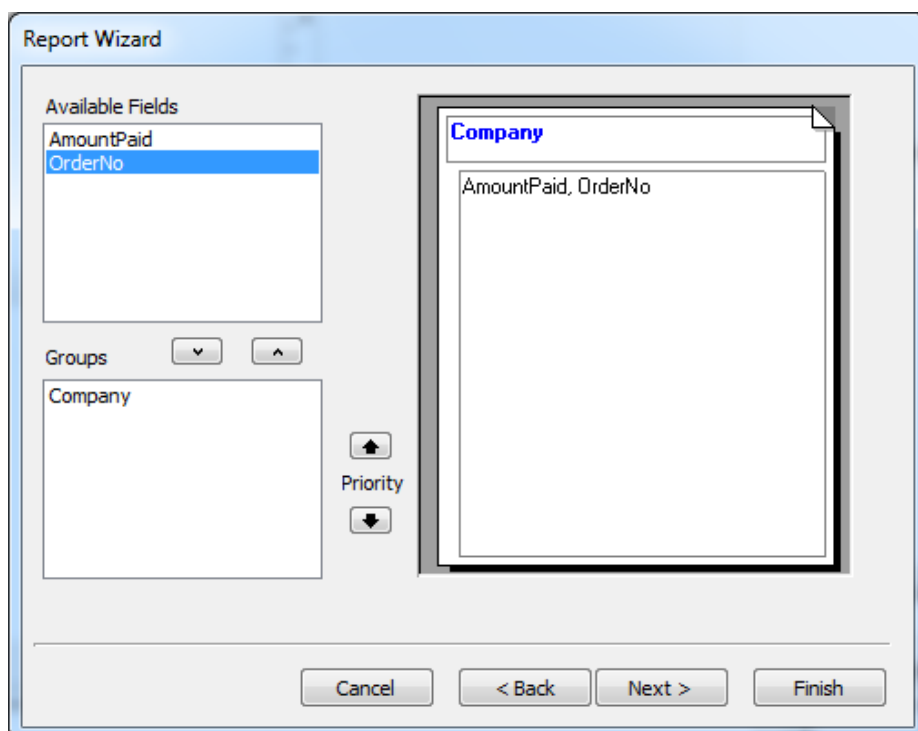 Report Wizard
Available Fields
AmountPaid
OrderNo
Groups
Company
Priority
Company
AmountPaid, OrderNo
Cancel
< Back
Next >
Finish